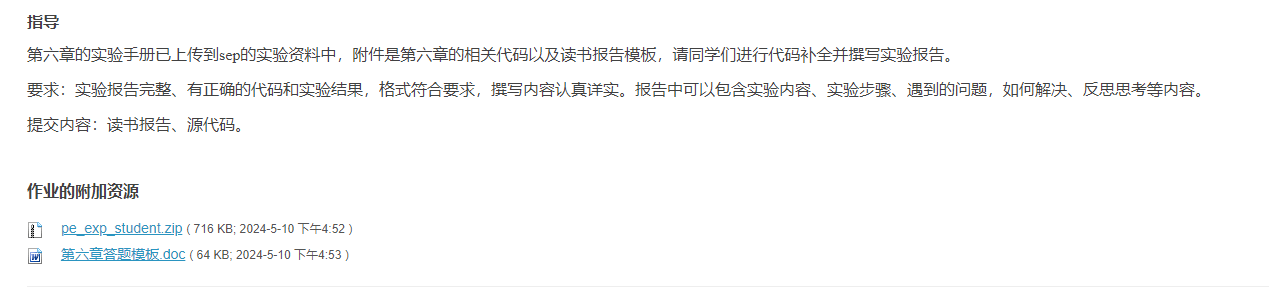 指导
第六章的实验手册已上传到sep的实验资料中，附件是第六章的相关代码以及读书报告模板，请同学们进行代码补全并撰写实验报告。
要求：实验报告完整、有正确的代码和实验结果，格式符合要求，撰写内容认真详实。报告中可以包含实验内容、实验步骤、遇到的问题，如何解决、反思思考等内容。
提交内容：读书报告、源代码。
作业的附加资源
pe_exp_student.zip ( 716 KB; 2024-5-10 下午4:52 )
第六章答题模板.doc ( 64 KB; 2024-5-10 下午4:53 )